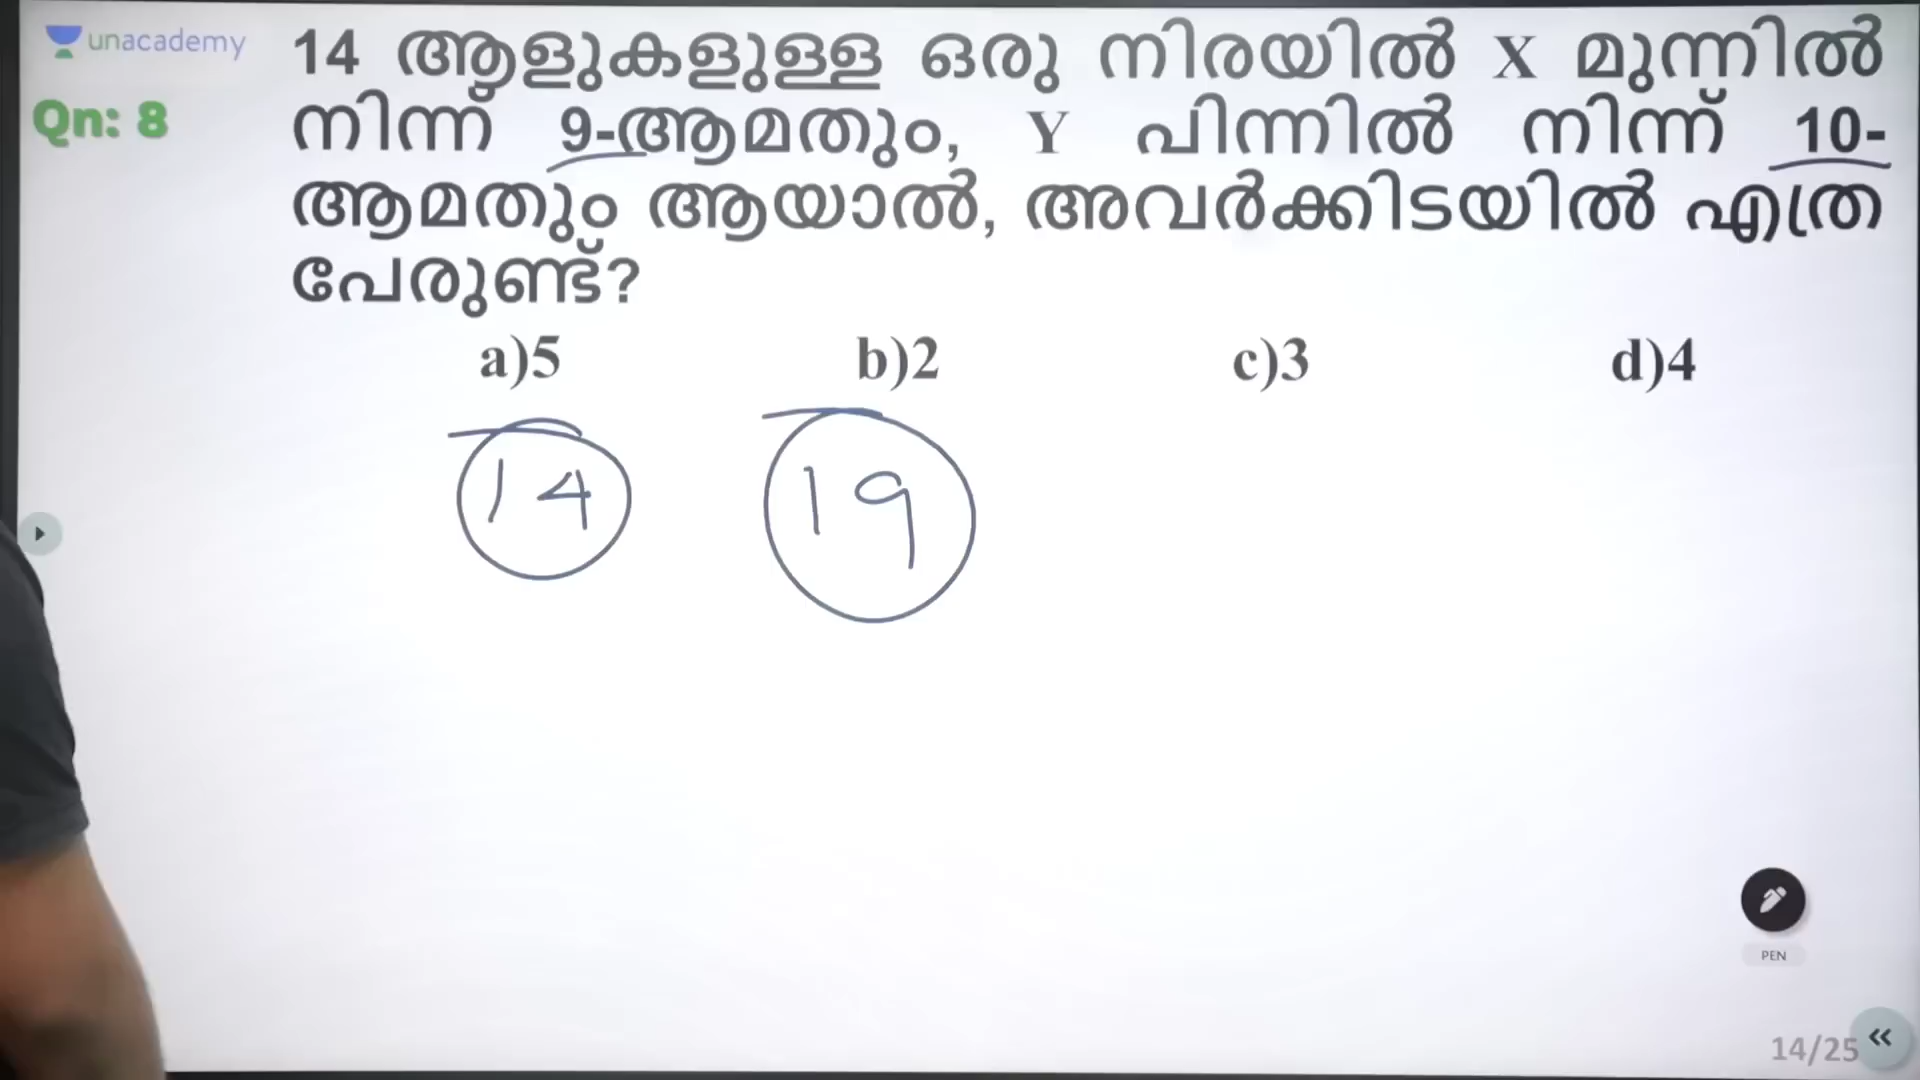 unacademy
Qn: 8
14 ആളുകളുള്ള ഒരു നിരയിൽ X മുന്നിൽ
നിന്ന് 9-ആമതും, Y പിന്നിൽ നിന്ന് 10-
ആമതും ആയാൽ, അവർക്കിടയിൽ എത്ര
പേരുണ്ട്?
a)5 b)2 c)3 d)4
14 19
PEN
14/25